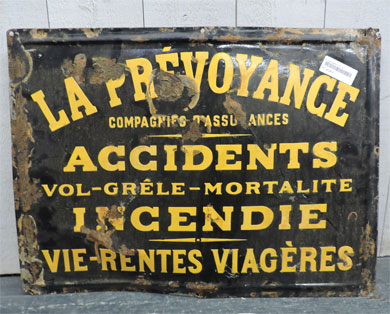 LA PRÉVOYANCE
COMPAGNIES D'ASSURANCES
ACCIDENTS
VOL-GRÊLE-MORTALITE
INCENDIE
VIE-RENTES VIAGÈRES